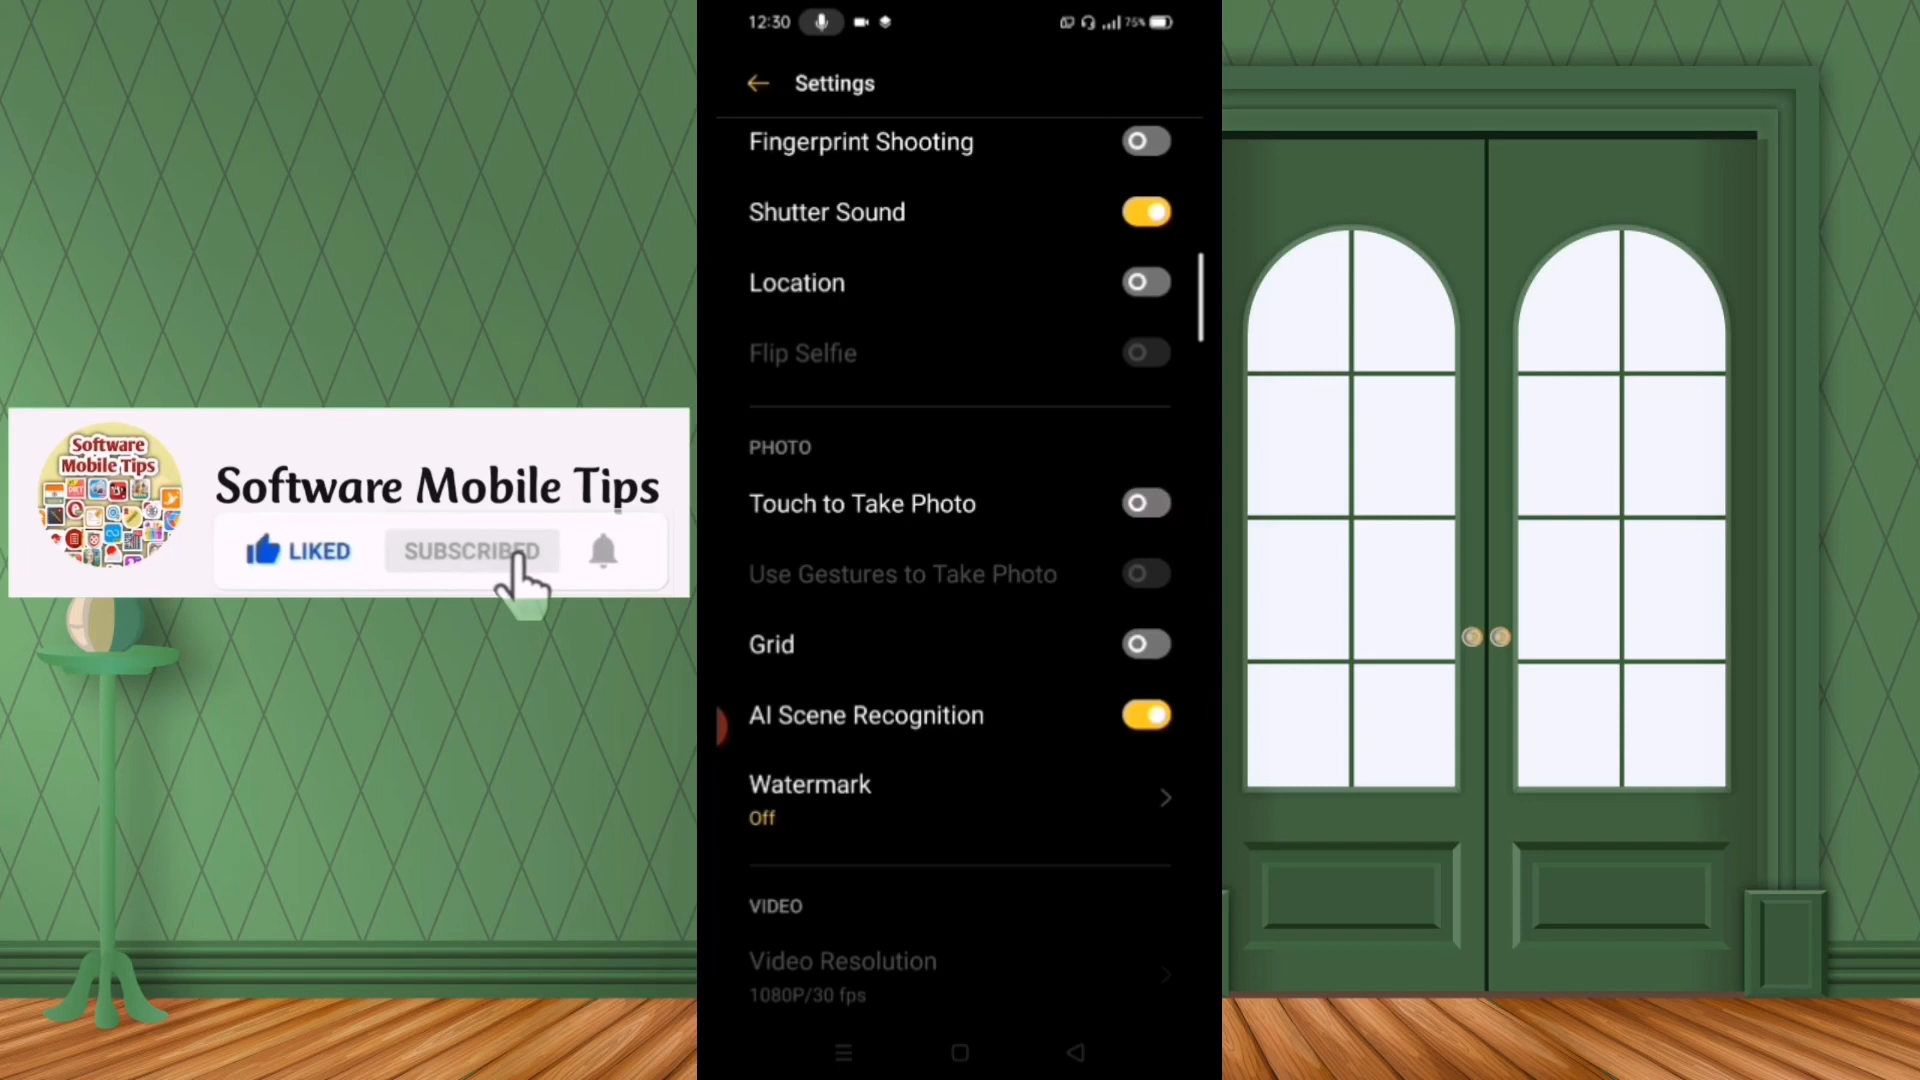 12:30
75%
Settings
Fingerprint Shooting
Shutter Sound
Location
Flip Selfie
PHOTO
Touch to Take Photo
Use Gestures to Take Photo
Grid
AI Scene Recognition
Watermark
Off
VIDEO
Video Resolution
1080P/30 fps
Software
Mobile Tips
Software Mobile Tips
LIKED
SUBSCRIBED